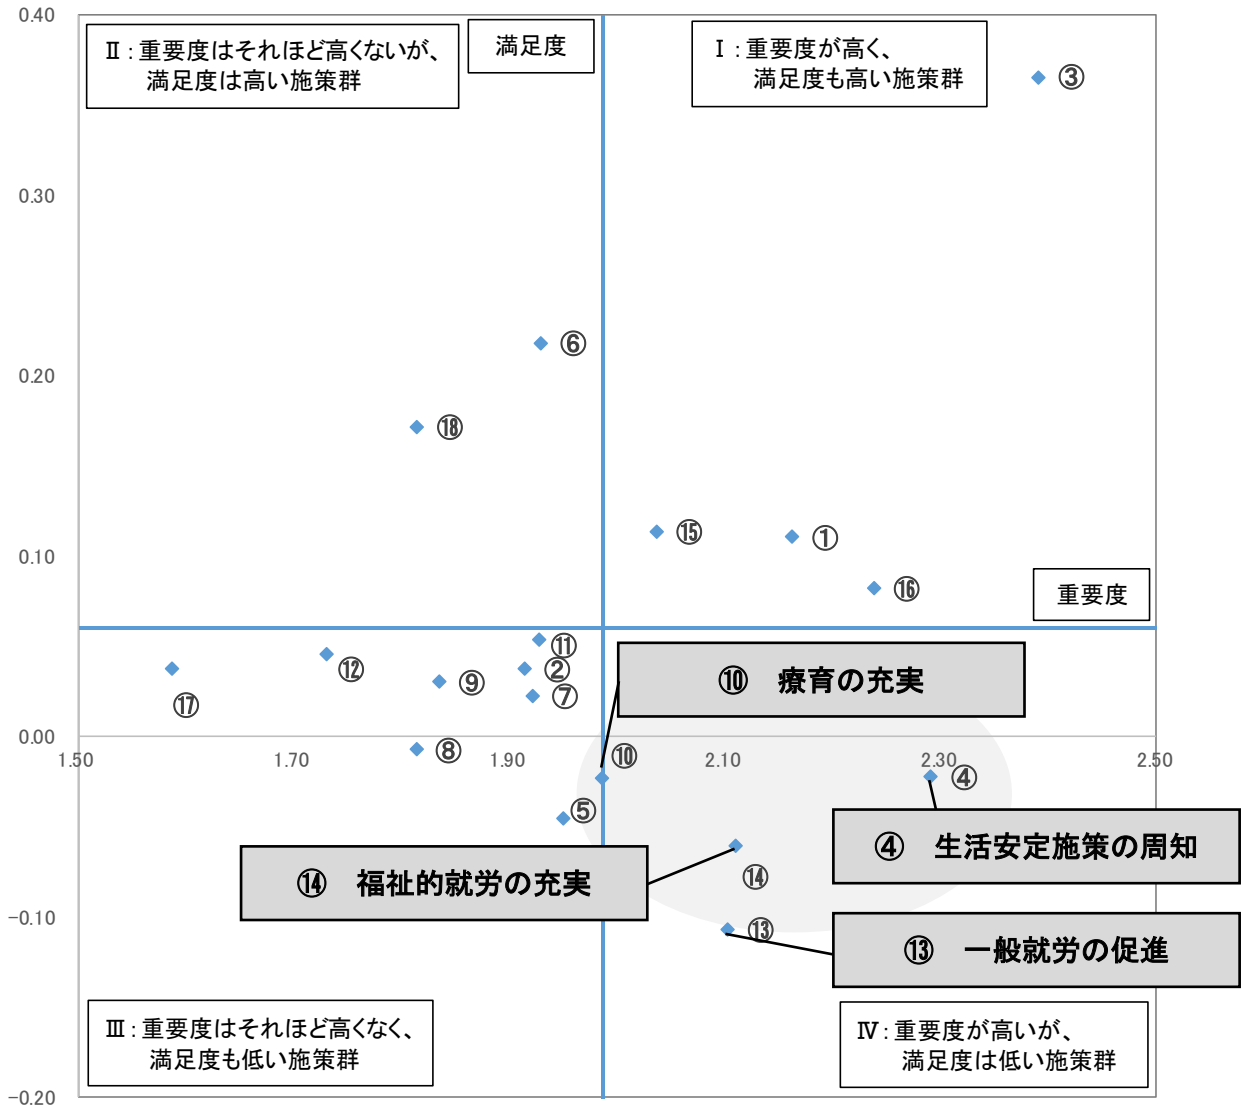 0.40
Ⅱ：重要度はそれほど高くないが、
満足度は高い施策群
満足度
Ⅰ：重要度が高く、
満足度も高い施策群
③
0.30
⑥
0.20
⑱
⑮
①
0.10
⑯
重要度
⑪
⑫
②
⑨
⑦
⑰
⑩ 療育の充実
0.00
⑧
⑩
1.50
1.70
1.90
2.10
2.30
2.50
④
⑤
④ 生活安定施策の周知
⑭
⑭ 福祉的就労の充実
-0.10
⑬
⑬ 一般就労の促進
Ⅲ：重要度はそれほど高くなく、
満足度も低い施策群
Ⅳ：重要度が高いが、
満足度は低い施策群
-0.20